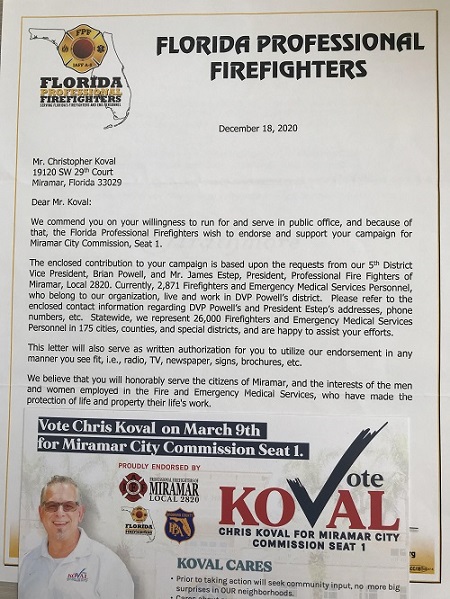 FPF
IAFF A-8
FLORIDA
PROFESSIONAL
FIREFIGHTERS
FLORIDA PROFESSIONAL
FIREFIGHTERS
December 18, 2020
Mr. Christopher Koval
19120 SW 29th Court
Miramar, Florida 33029
Dear Mr. Koval:
We commend you on your willingness to run for and serve in public office, and because of
that, the Florida Professional Firefighters wish to endorse and support your campaign for
Miramar City Commission, Seat 1.
The enclosed contribution to your campaign is based upon the requests from our 5th District
Vice President, Brian Powell, and Mr. James Estep, President, Professional Fire Fighters of
Miramar, Local 2820. Currently, 2,871 Firefighters and Emergency Medical Services Personnel,
who belong to our organization, live and work in DVP Powell's district. Please refer to the
enclosed contact information regarding DVP Powell's and President Estep's addresses, phone
numbers, etc. Statewide, we represent 26,000 Firefighters and Emergency Medical Services
Personnel in 175 cities, counties, and special districts, and are happy to assist your efforts.
This letter will also serve as written authorization for you to utilize our endorsement in any
manner you see fit, i.e., radio, TV, newspaper, signs, brochures, etc.
We believe that you will honorably serve the citizens of Miramar, and the interests of the men
and women employed in the Fire and Emergency Medical Services, who have made the
protection of life and property their life's work.
Vote Chris Koval on March 9th
for Miramar City Commission Seat 1.
PROUDLY ENDORSED BY
PROFESSIONAL FIREFIGHTERS OF
MIRAMAR
LOCAL 2820
FLORIDA
Vote
KOVAL
CHRIS KOVAL FOR MIRAMAR CITY
COMMISSION SEAT 1
KOVAL CARES
• Prior to taking action will seek community input, no more big
surprises in OUR neighborhoods.
KOVAL